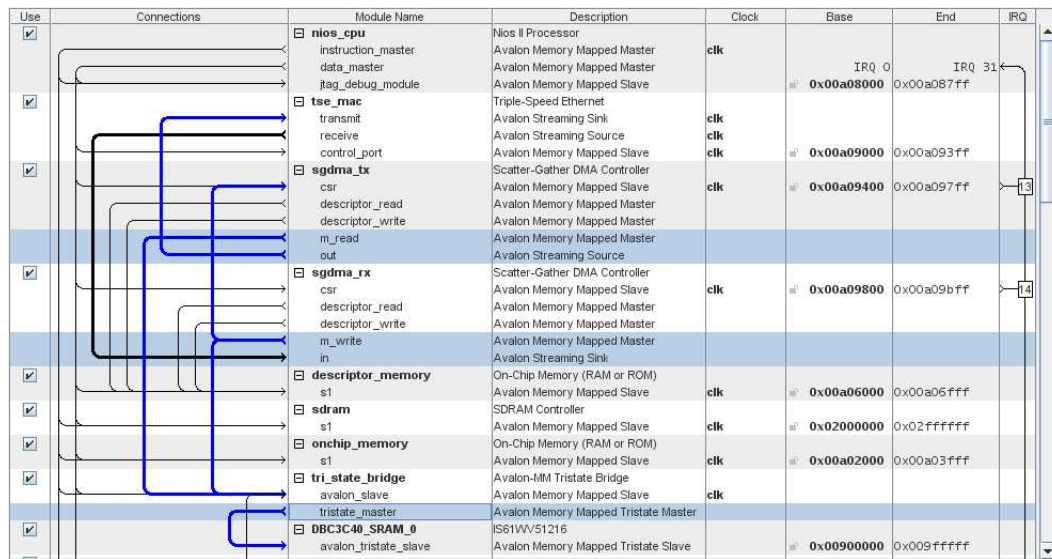 Use Connections Module Name Description Clock Base End IRQ
nios_cpu Nios II Processor
instruction_master Avalon Memory Mapped Master clk
data_master Avalon Memory Mapped Master IRQ 0 IRQ 31
jtag_debug_module Avalon Memory Mapped Slave 0x00a08000 0x00a087ff
tse_mac Triple-Speed Ethernet
transmit Avalon Streaming Sink clk
receive Avalon Streaming Source clk
control_port Avalon Memory Mapped Slave clk 0x00a09000 0x00a093ff
sgdma_tx Scatter-Gather DMA Controller
csr Avalon Memory Mapped Slave clk 0x00a09400 0x00a097ff 13
descriptor_read Avalon Memory Mapped Master
descriptor_write Avalon Memory Mapped Master
m_read Avalon Memory Mapped Master
out Avalon Streaming Source
sgdma_rx Scatter-Gather DMA Controller
csr Avalon Memory Mapped Slave clk 0x00a09800 0x00a09bff 14
descriptor_read Avalon Memory Mapped Master
descriptor_write Avalon Memory Mapped Master
m_write Avalon Memory Mapped Master
in Avalon Streaming Sink
descriptor_memory On-Chip Memory (RAM or ROM)
s1 Avalon Memory Mapped Slave clk 0x00a06000 0x00a06fff
sdram SDRAM Controller
s1 Avalon Memory Mapped Slave clk 0x02000000 0x02ffffff
onchip_memory On-Chip Memory (RAM or ROM)
s1 Avalon Memory Mapped Slave clk 0x00a02000 0x00a03fff
tri_state_bridge Avalon-MM Tristate Bridge
avalon_slave Avalon Memory Mapped Slave clk
tristate_master Avalon Memory Mapped Tristate Master
DBC3C40_SRAM_0 IS61WV51216
avalon_tristate_slave Avalon Memory Mapped Tristate Slave 0x00900000 0x009fffff